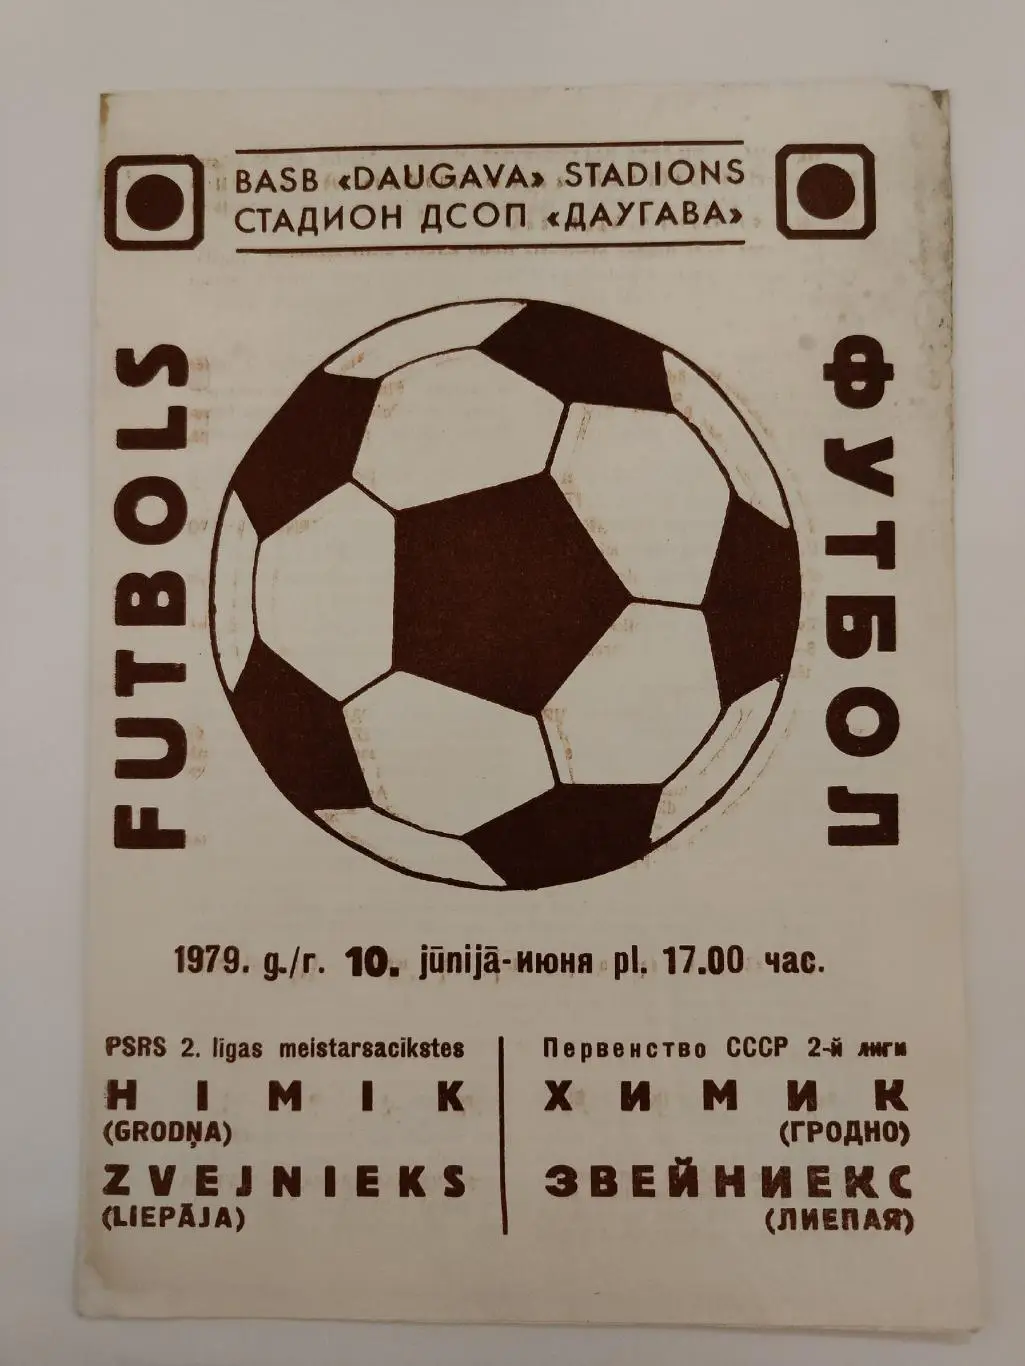 BASB «DAUGAVA» STADIONS
СТАДИОН ДСОП «ДАУГАВА»
FUTBOLS
ФУТБОЛ
1979. g./г. 10. jūnijā-июня pl. 17.00 час.
PSRS 2. līgas meistarsacīkstes
HIMIK
(GRODŅA)
ZVEJNIEKS
(LIEPĀJA)
Первенство СССР 2-й лиги
ХИМИК
(ГРОДНО)
ЗВЕЙНИЕКС
(ЛИЕПАЯ)